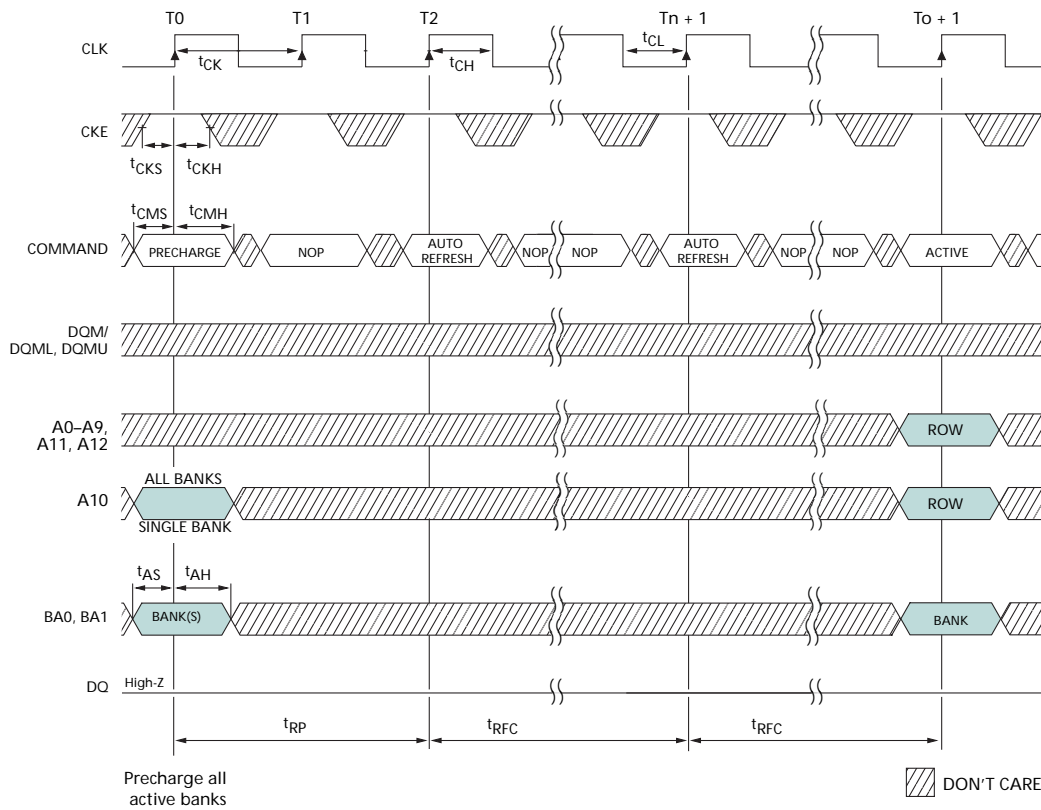 T0 T1 T2 Tn + 1 To + 1
CLK
tCK tCH tCL
CKE
tCKS tCKH
tCMS tCMH
COMMAND PRECHARGE NOP AUTO REFRESH NOP NOP AUTO REFRESH NOP NOP ACTIVE
DQM/
DQML, DQMU
A0–A9,
A11, A12 ROW
ALL BANKS
A10 ROW
SINGLE BANK
tAS tAH
BA0, BA1 BANK(S) BANK
DQ High-Z
tRP tRFC tRFC
Precharge all
active banks
DON'T CARE